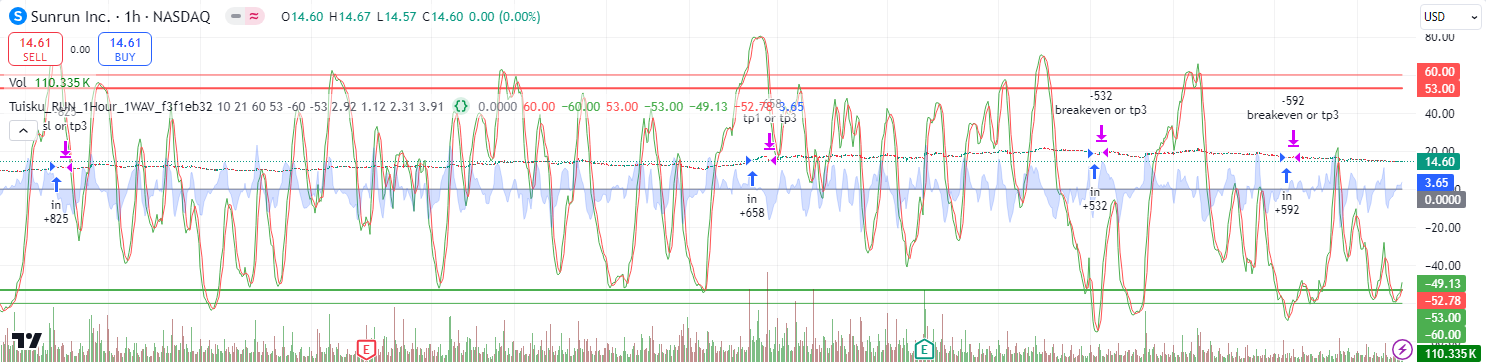 S Sunrun Inc. · 1h · NASDAQ O14.60 H14.67 L14.57 C14.60 0.00 (0.00%)
USD
14.61 SELL
0.00
14.61 BUY
Vol 110.335K
Tuisku_RUN_1Hour_1WAV_f3f1eb32 10 21 60 53 -60 -53 2.92 1.12 2.31 3.91 {} 0.0000 60.00 −60.00 53.00 −53.00 −49.13 −52.78 3.65
sl or tp3
in
+825
tp1 or tp3
in
+658
-532
breakeven or tp3
in
+532
-592
breakeven or tp3
in
+592
80.00
60.00
53.00
40.00
20.00
14.60
3.65
0.0000
−20.00
−40.00
−49.13
−52.78
−53.00
−60.00
110.335K
E
E